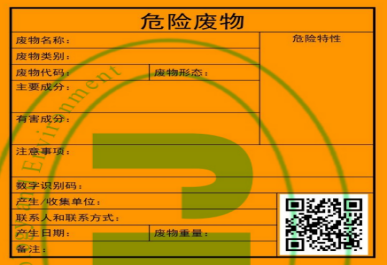 危险废物
废物名称：
危险特性
废物类别：
废物代码：
废物形态：
主要成分：
有害成分：
注意事项：
数字识别码：
产生/收集单位：
联系人和联系方式：
产生日期：
废物重量：
备注：
Environment